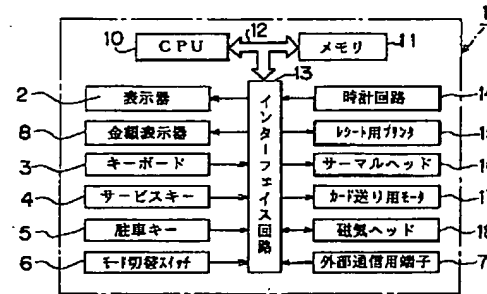 1
10 CPU 12 メモリ 11
13
2 表示器
8 金額表示器
3 キーボード
4 サービスキー
5 駐車キー
6 モード切替スイッチ
インターフェイス回路
時計回路 14
レシート用プリンタ
サーマルヘッド
カード送り用モータ
磁気ヘッド 18
外部通信用端子 7